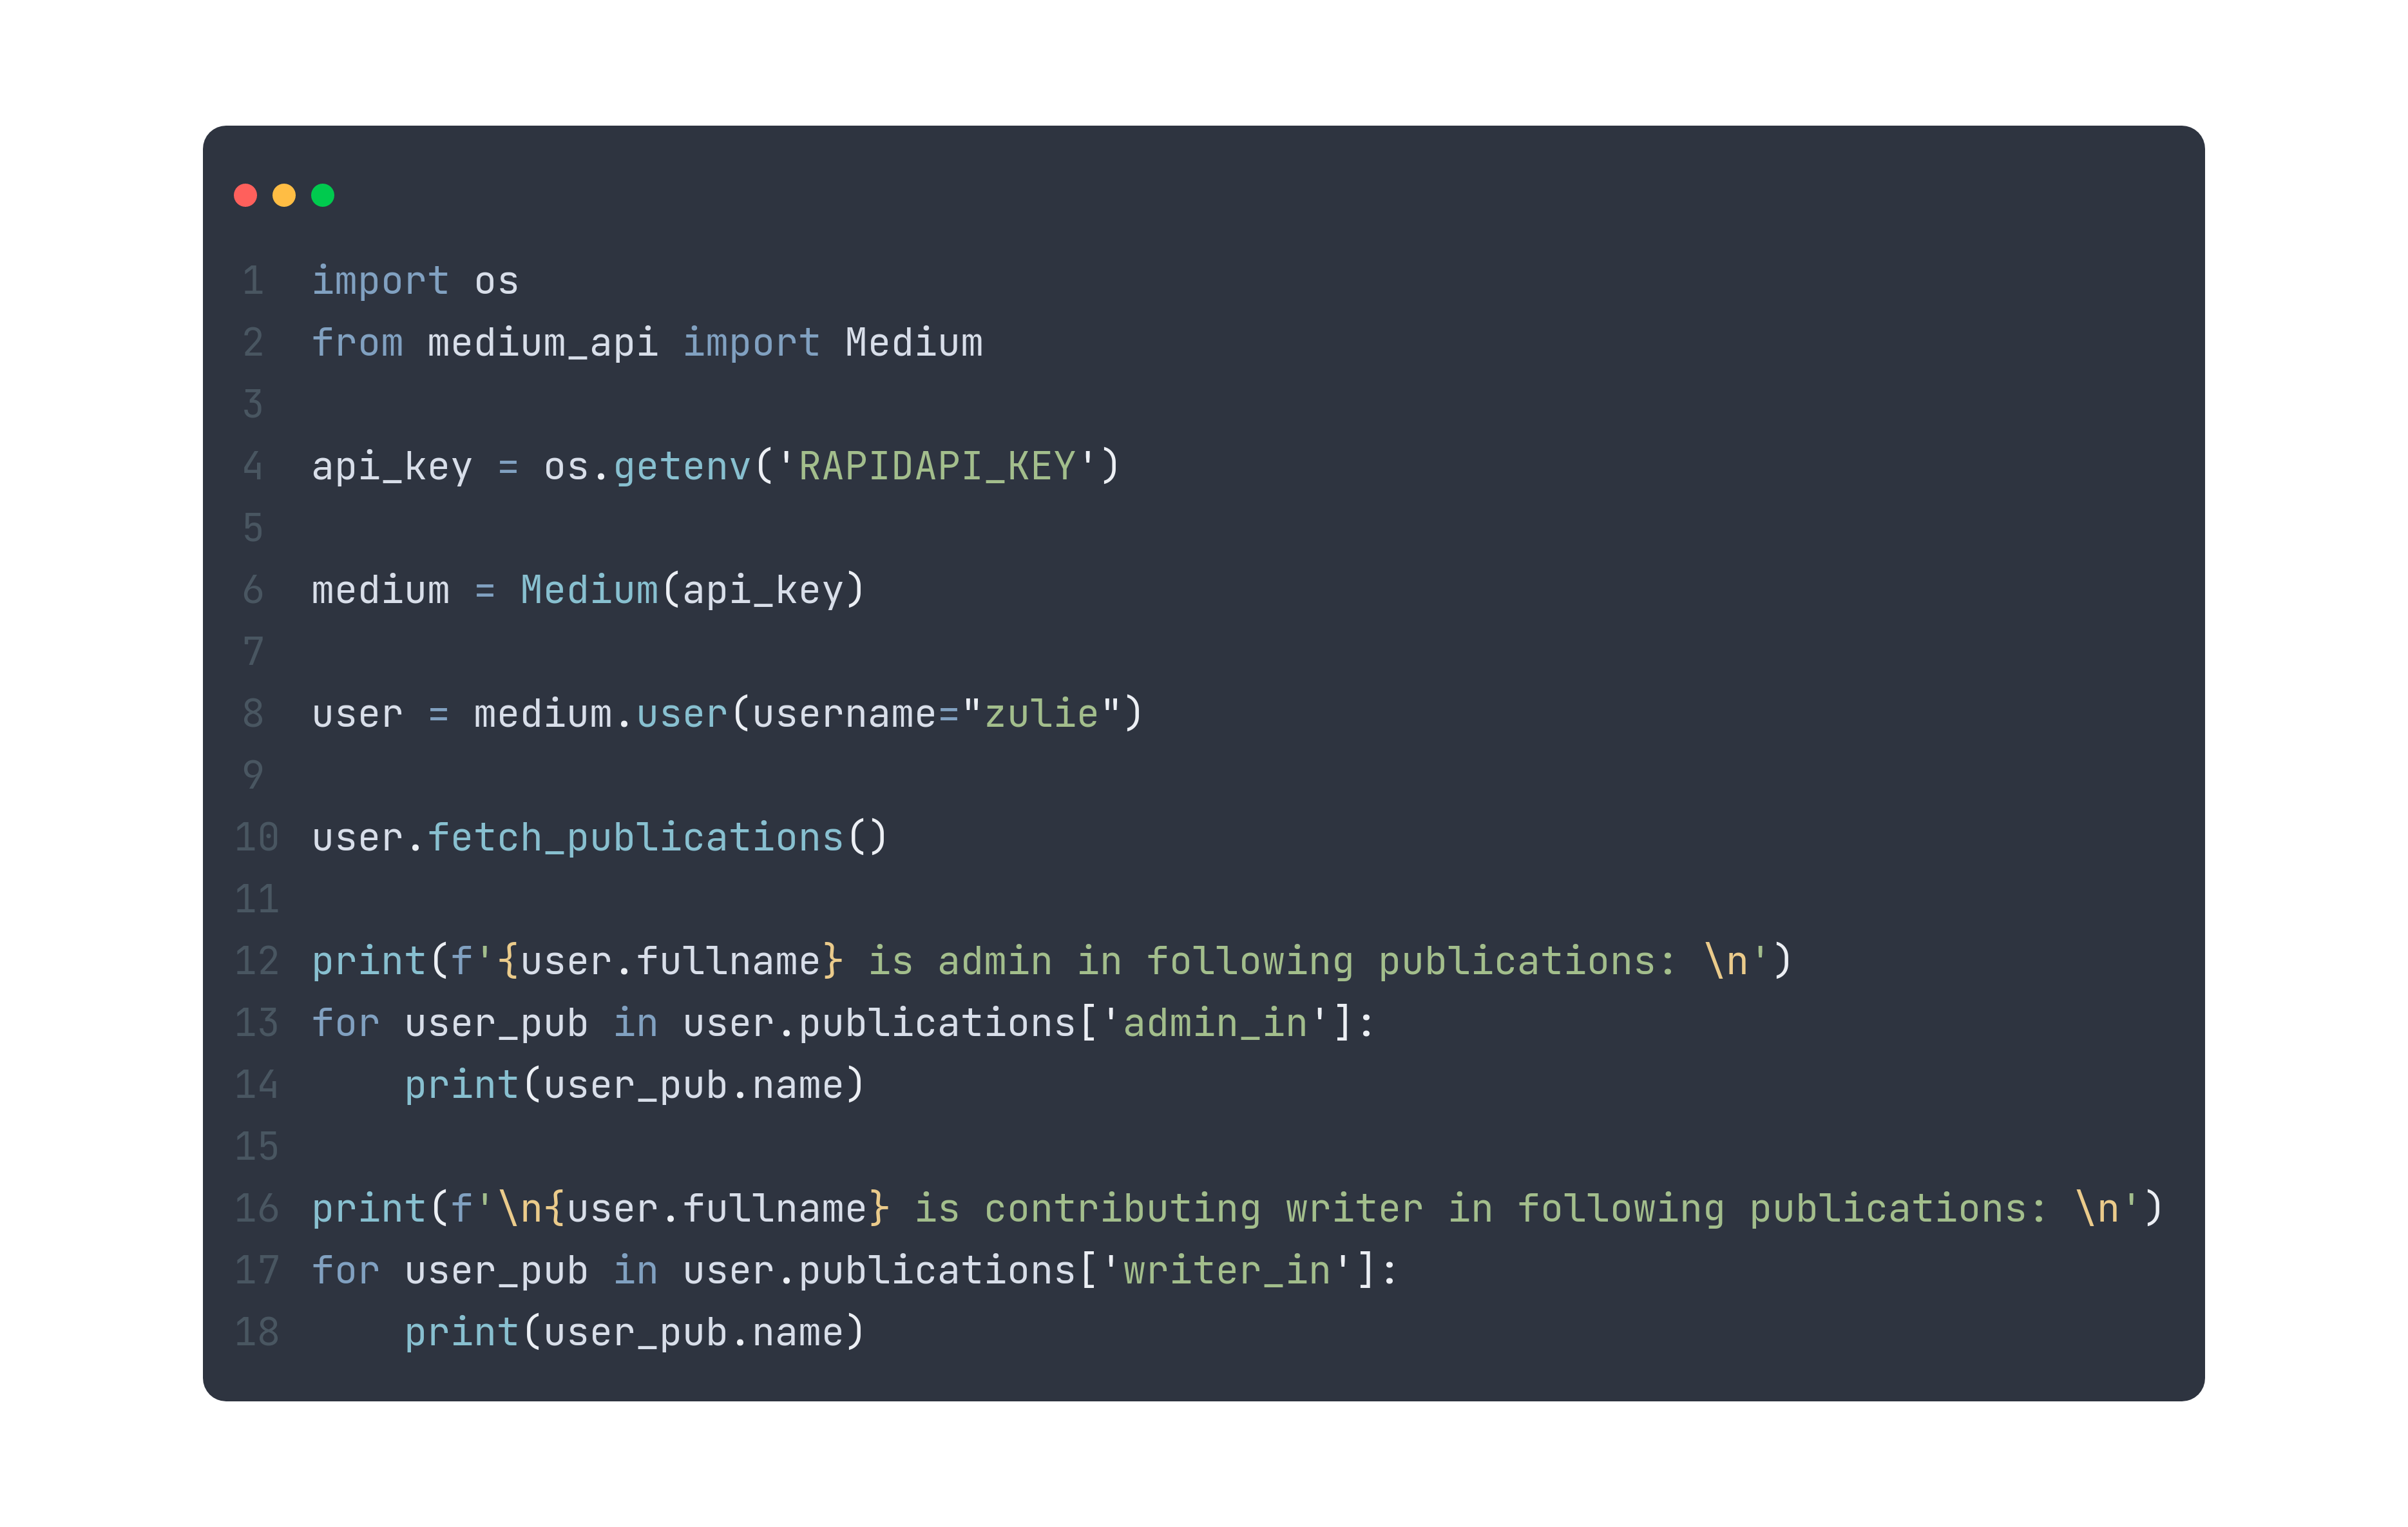 1 import os
2 from medium_api import Medium
3
4 api_key = os.getenv('RAPIDAPI_KEY')
5
6 medium = Medium(api_key)
7
8 user = medium.user(username="zulie")
9
10 user.fetch_publications()
11
12 print(f'{user.fullname} is admin in following publications: \n')
13 for user_pub in user.publications['admin_in']:
14     print(user_pub.name)
15
16 print(f'\n{user.fullname} is contributing writer in following publications: \n')
17 for user_pub in user.publications['writer_in']:
18     print(user_pub.name)